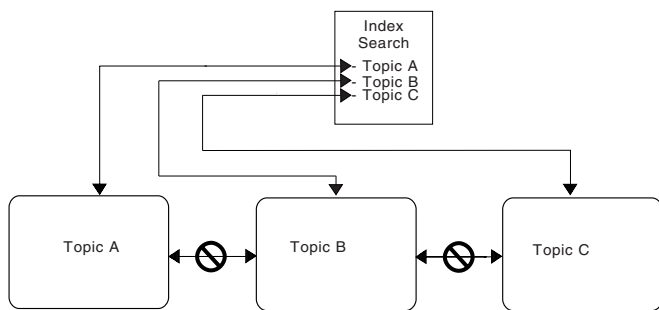 Index
Search
- Topic A
- Topic B
- Topic C
Topic A
Topic B
Topic C